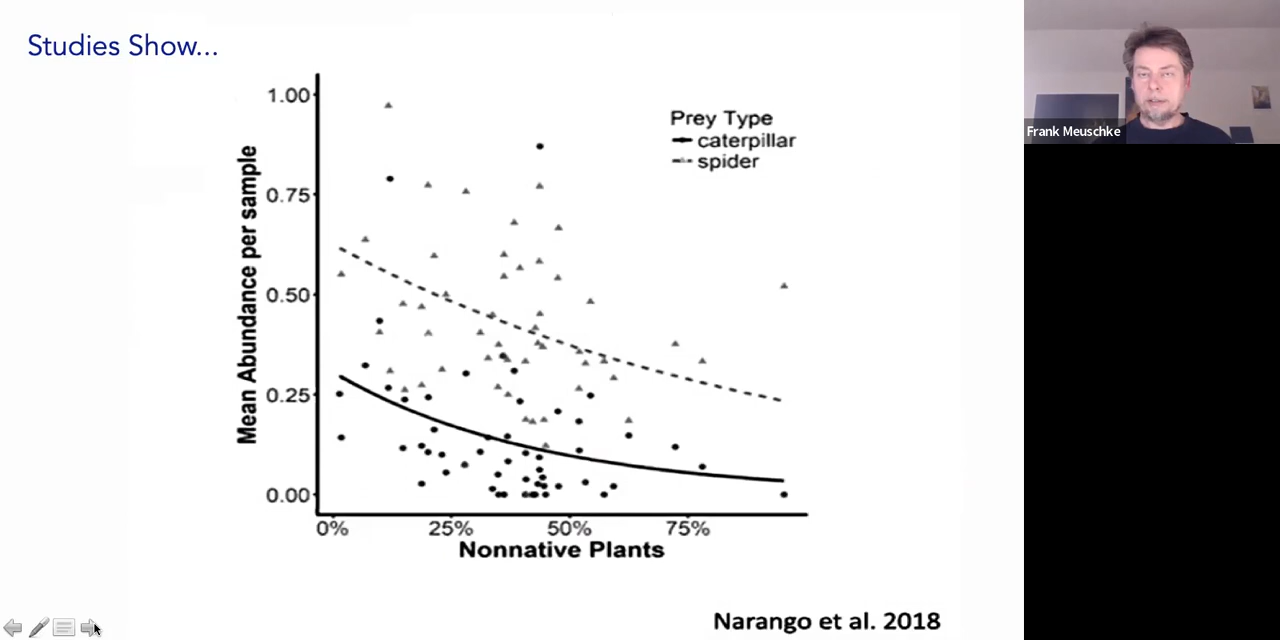 Studies Show...
1.00
0.75
0.50
0.25
0.00
Mean Abundance per sample
Prey Type
caterpillar
spider
0%
25%
50%
75%
Nonnative Plants
Narango et al. 2018
Frank Meuschke